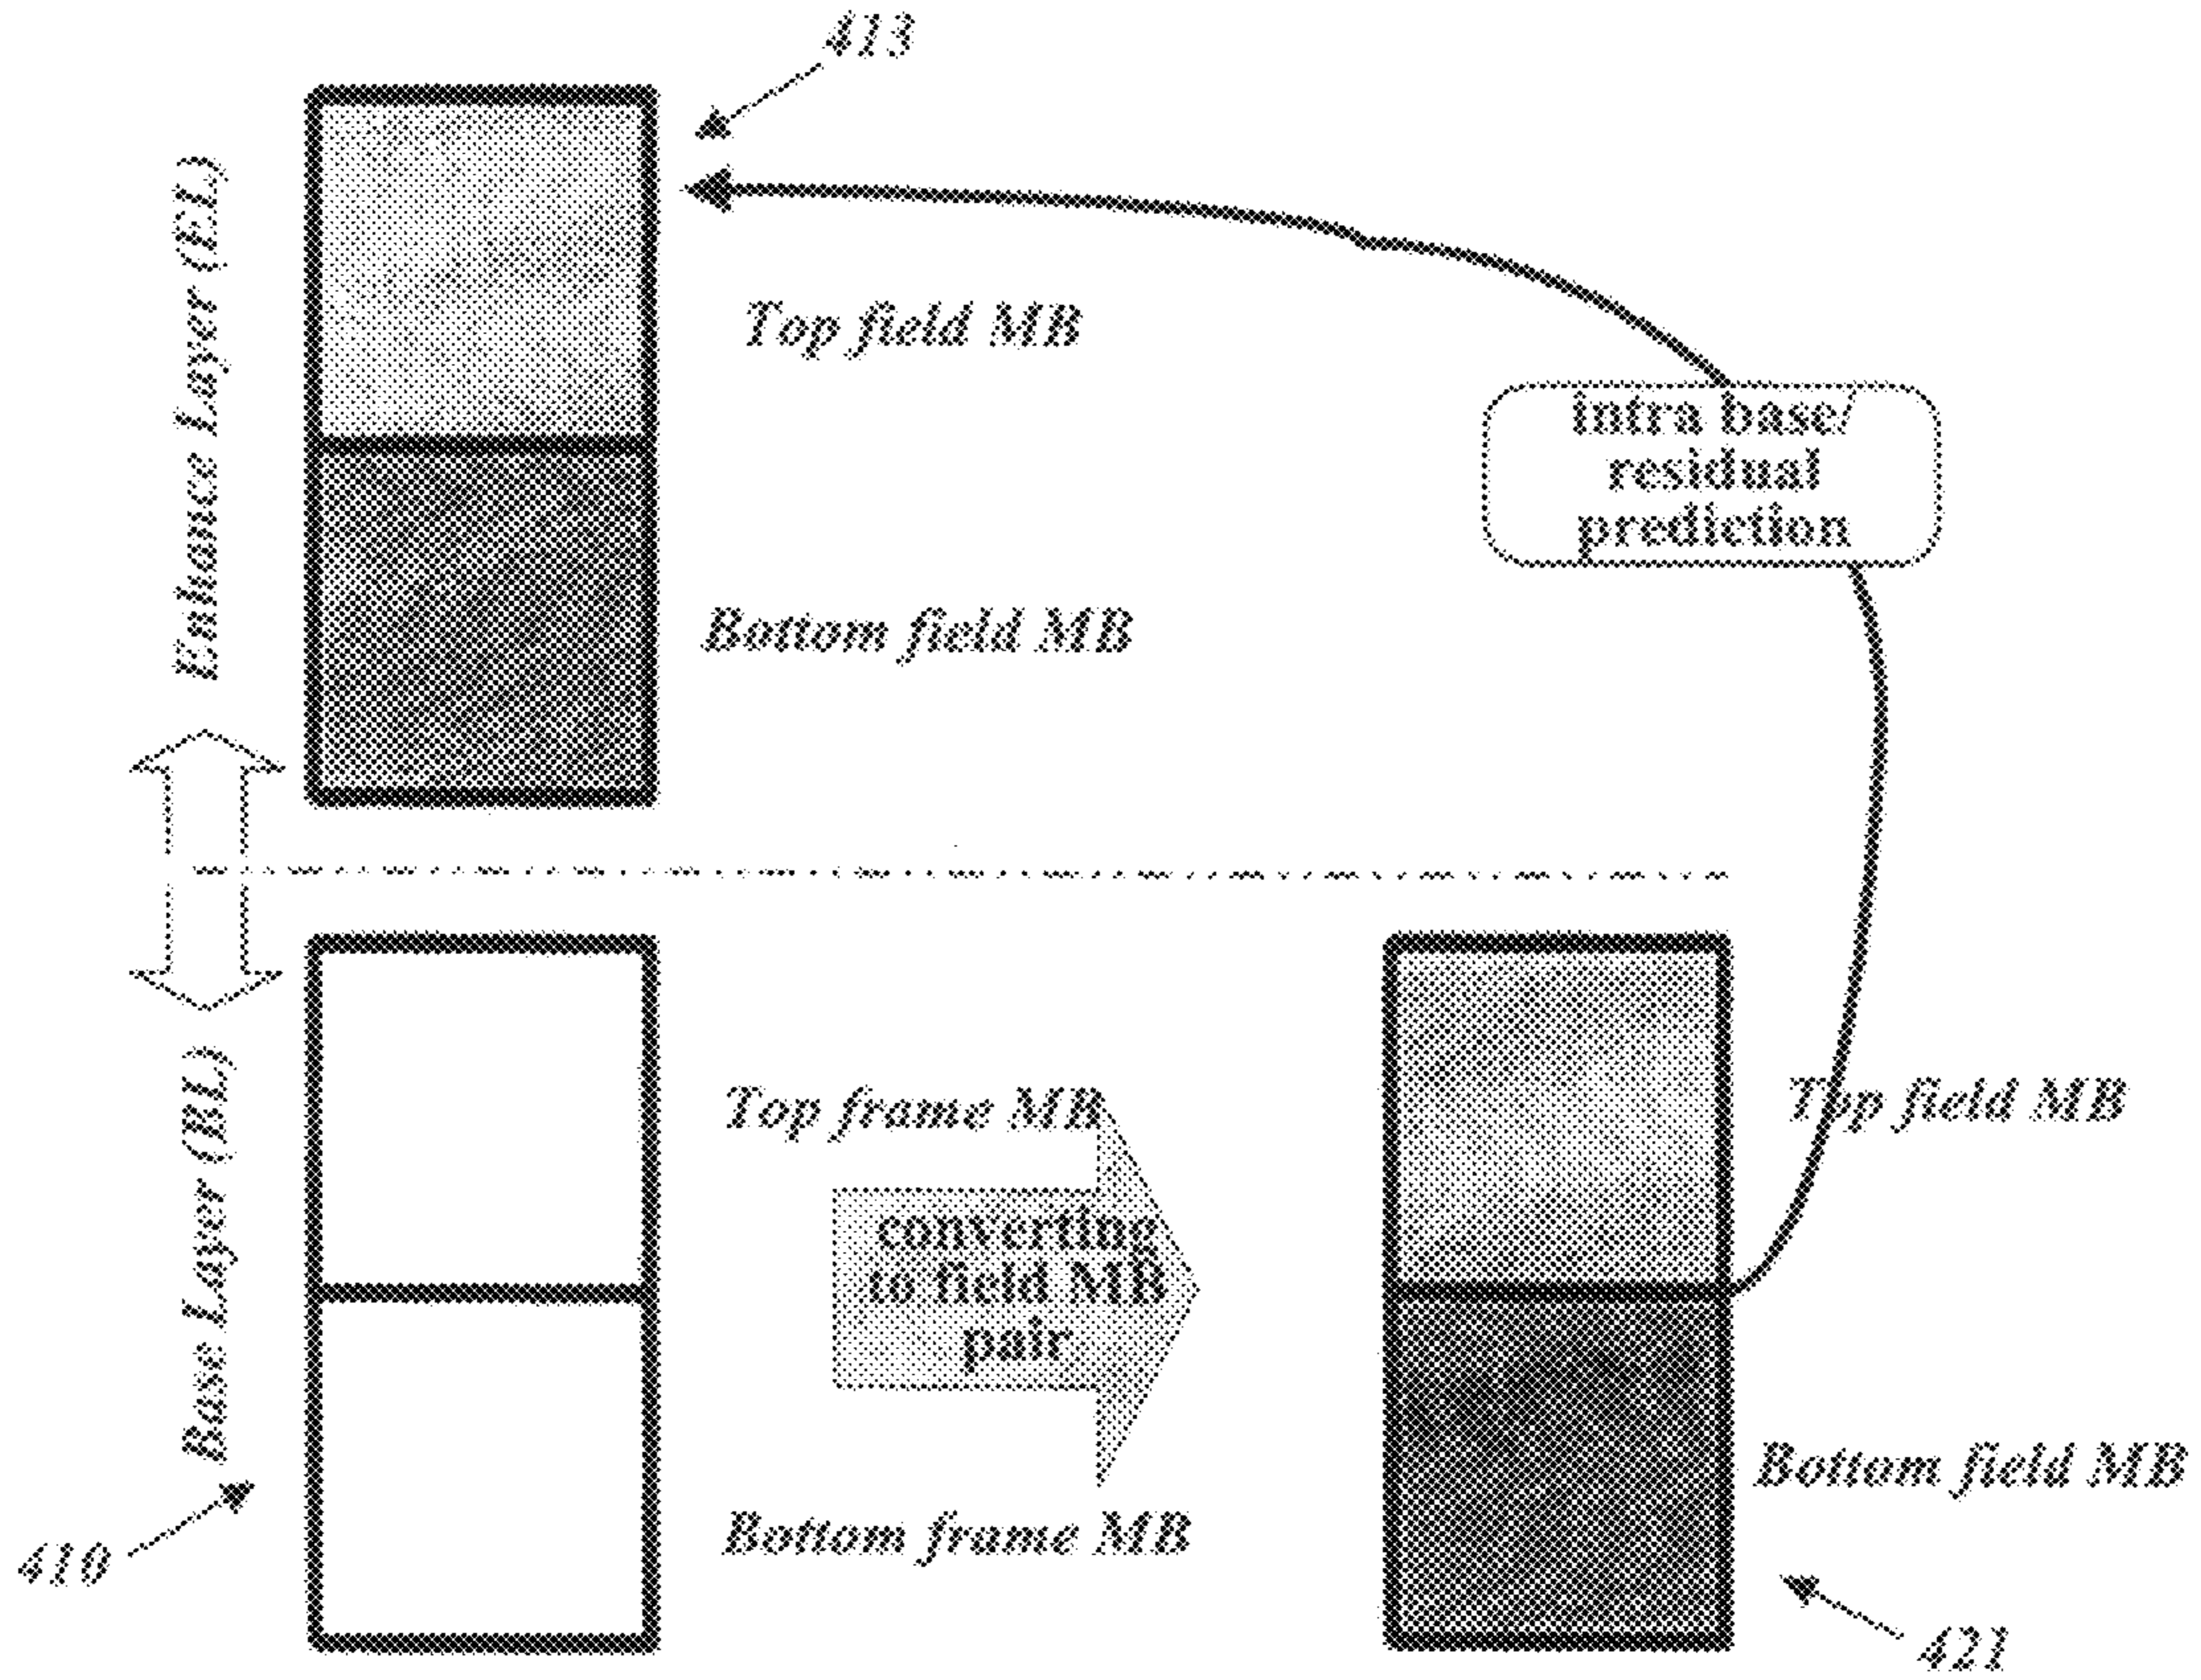 413
Enhance Layer (EL)
Top field MB
intra base/
residual
prediction
Bottom field MB
Base Layer (BL)
Top frame MB
Top field MB
converting
to field MB
pair
Bottom field MB
Bottom frame MB
410
421